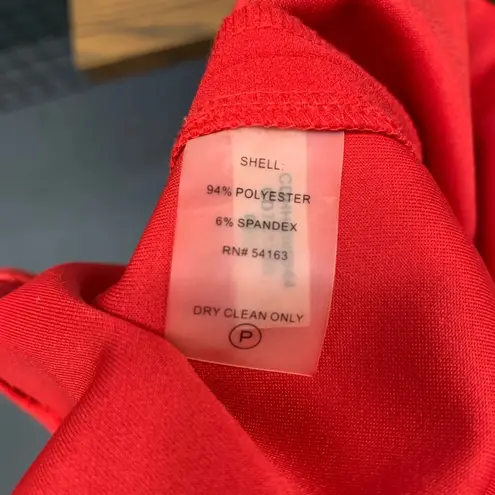 SHELL:
94% POLYESTER
6% SPANDEX
RN# 54163
DRY CLEAN ONLY
P